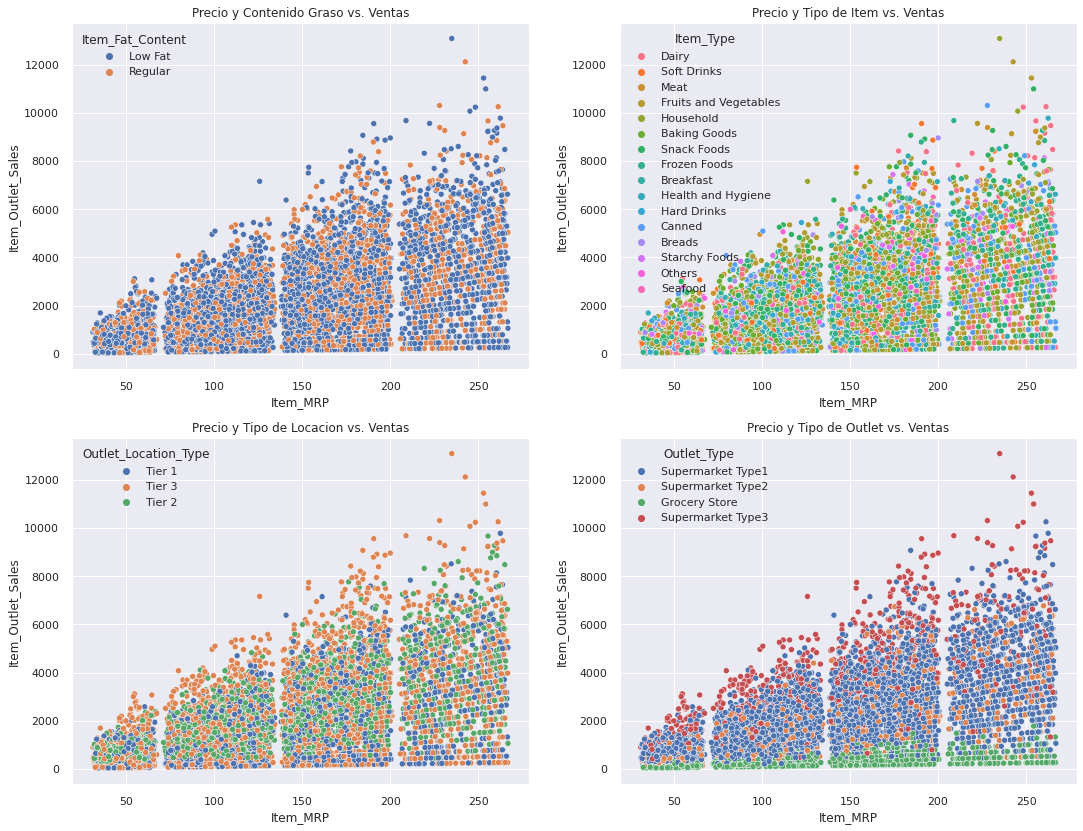 Precio y Contenido Graso vs. Ventas
Item_Fat_Content
Low Fat
Regular
12000
10000
8000
6000
4000
2000
0
Item_Outlet_Sales
50
100
150
200
250
Item_MRP
Precio y Tipo de Item vs. Ventas
Item_Type
Dairy
Soft Drinks
Meat
Fruits and Vegetables
Household
Baking Goods
Snack Foods
Frozen Foods
Breakfast
Health and Hygiene
Hard Drinks
Canned
Breads
Starchy Foods
Others
Seafood
12000
10000
8000
6000
4000
2000
0
Item_Outlet_Sales
50
100
150
200
250
Item_MRP
Precio y Tipo de Locacion vs. Ventas
Outlet_Location_Type
Tier 1
Tier 3
Tier 2
12000
10000
8000
6000
4000
2000
0
Item_Outlet_Sales
50
100
150
200
250
Item_MRP
Precio y Tipo de Outlet vs. Ventas
Outlet_Type
Supermarket Type1
Supermarket Type2
Grocery Store
Supermarket Type3
12000
10000
8000
6000
4000
2000
0
Item_Outlet_Sales
50
100
150
200
250
Item_MRP